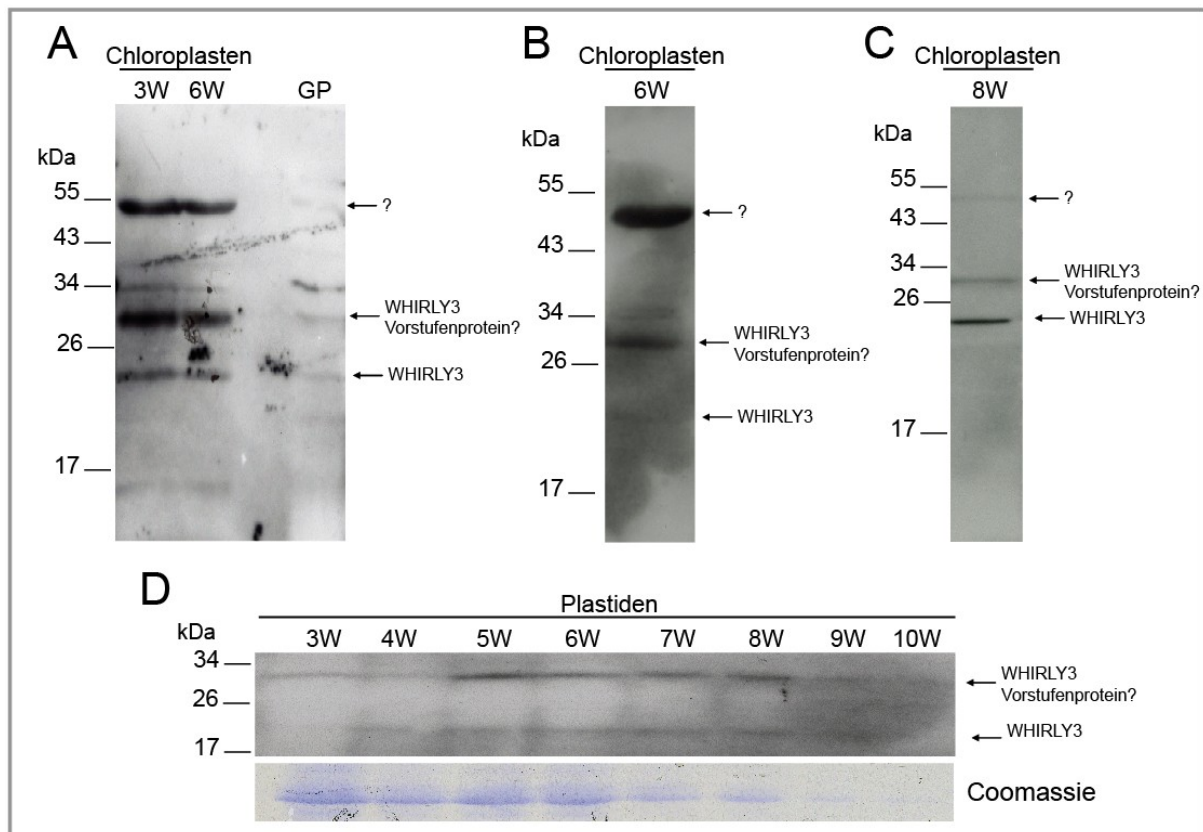 A
Chloroplasten
3W 6W GP
kDa
55
43
34
26
17
?
WHIRLY3
Vorstufenprotein?
WHIRLY3
B
Chloroplasten
6W
55
43
34
26
17
?
WHIRLY3
Vorstufenprotein?
WHIRLY3
C
Chloroplasten
8W
kDa
55
43
34
26
17
?
WHIRLY3
Vorstufenprotein?
WHIRLY3
D
Plastiden
kDa
3W 4W 5W 6W 7W 8W 9W 10W
34
26
17
WHIRLY3
Vorstufenprotein?
WHIRLY3
Coomassie